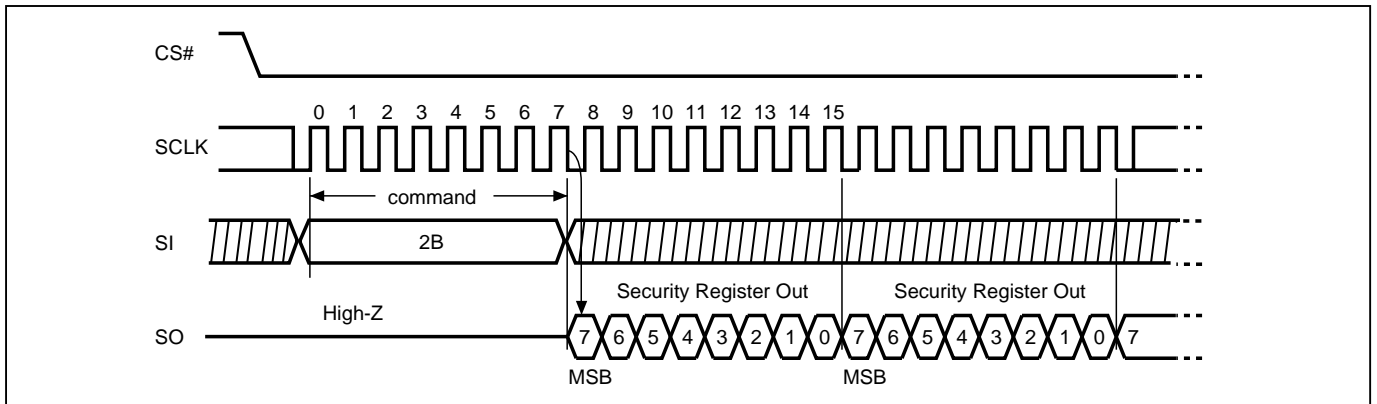 CS#
0 1 2 3 4 5 6 7 8 9 10 11 12 13 14 15
SCLK
command
SI
2B
Security Register Out Security Register Out
High-Z
SO
7 6 5 4 3 2 1 0 7 6 5 4 3 2 1 0 7
MSB MSB